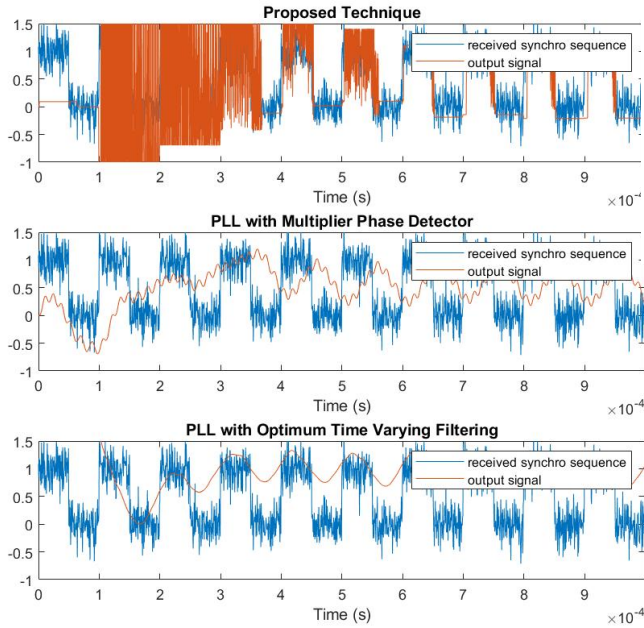 Proposed Technique
1.5
1
0.5
0
-0.5
-1
received synchro sequence
output signal
0 1 2 3 4 5 6 7 8 9
Time (s)
×10⁻⁴
PLL with Multiplier Phase Detector
1.5
1
0.5
0
-0.5
-1
received synchro sequence
output signal
0 1 2 3 4 5 6 7 8 9
Time (s)
×10⁻⁴
PLL with Optimum Time Varying Filtering
1.5
1
0.5
0
-0.5
-1
received synchro sequence
output signal
0 1 2 3 4 5 6 7 8 9
Time (s)
×10⁻⁴